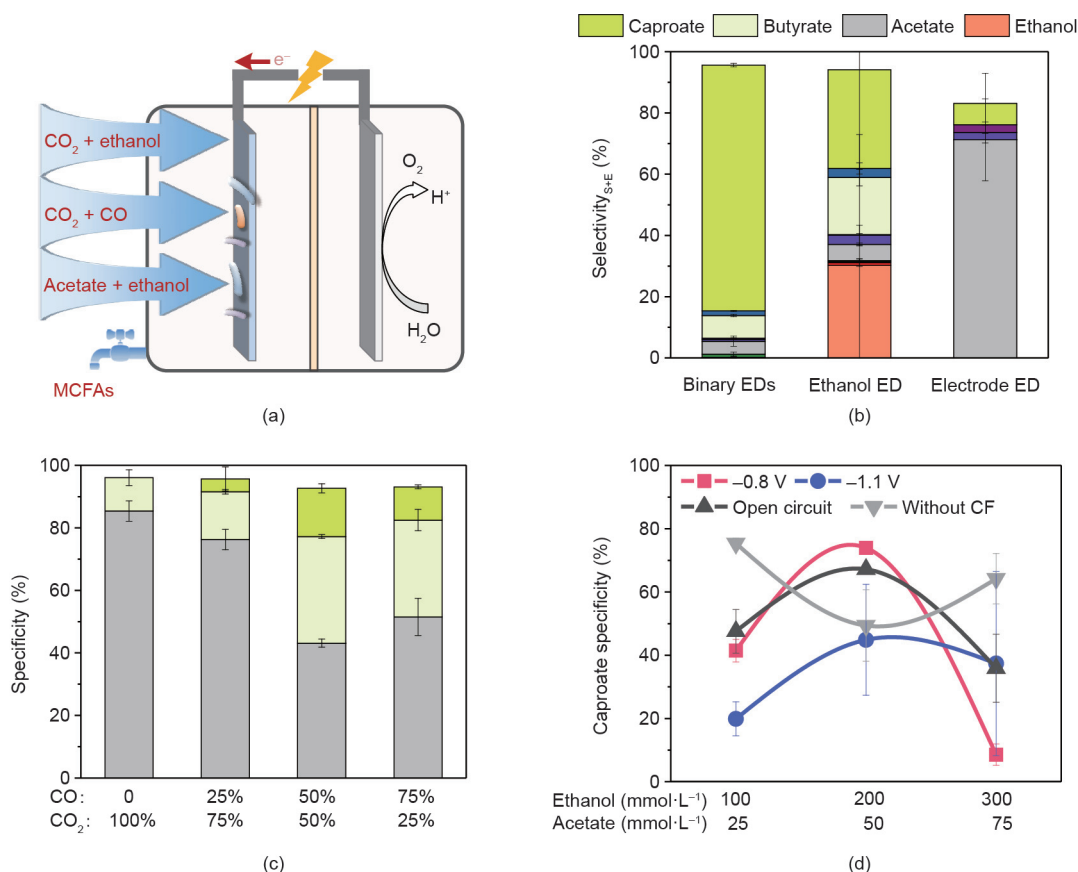 e⁻
CO₂ + ethanol
CO₂ + CO
Acetate + ethanol
MCFAs
O₂
H⁺
H₂O
(a)
Caproate Butyrate Acetate Ethanol
Selectivity_S+E (%)
100
80
60
40
20
0
Binary EDs Ethanol ED Electrode ED
(b)
Specificity (%)
100
80
60
40
20
0
CO: 0 25% 50% 75%
CO₂: 100% 75% 50% 25%
(c)
–0.8 V –1.1 V
Open circuit Without CF
Caproate specificity (%)
100
80
60
40
20
0
Ethanol (mmol·L⁻¹) 100 200 300
Acetate (mmol·L⁻¹) 25 50 75
(d)